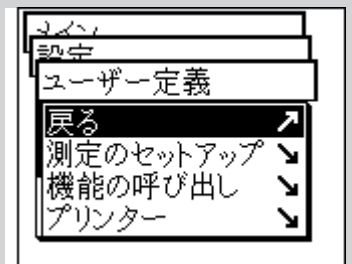 メイン
設定
ユーザー定義
戻る
測定のセットアップ
機能の呼び出し
プリンター